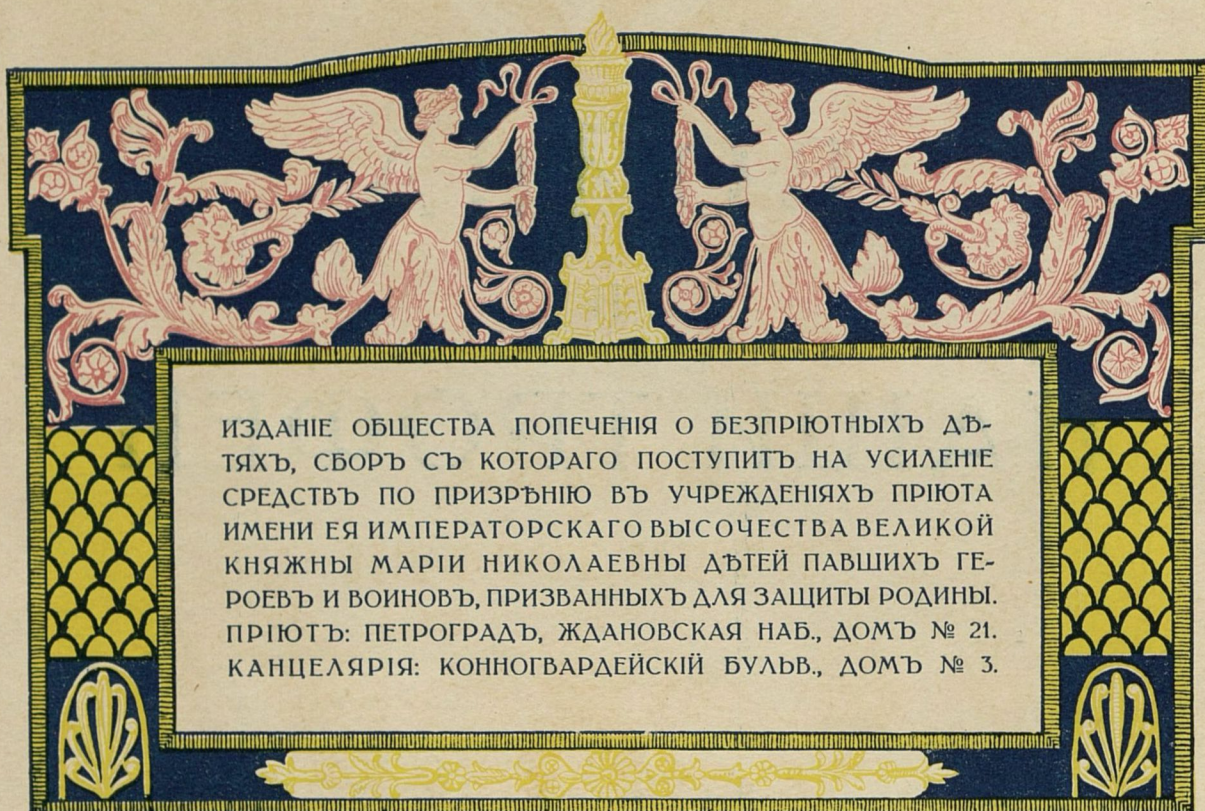 ИЗДАНІЕ ОБЩЕСТВА ПОПЕЧЕНІЯ О БЕЗПРІЮТНЫХЪ ДѢ-
ТЯХЪ, СБОРЪ СЪ КОТОРАГО ПОСТУПИТЪ НА УСИЛЕНІЕ
СРЕДСТВЪ ПО ПРИЗРѢНІЮ ВЪ УЧРЕЖДЕНІЯХЪ ПРІЮТА
ИМЕНИ ЕЯ ИМПЕРАТОРСКАГО ВЫСОЧЕСТВА ВЕЛИКОЙ
КНЯЖНЫ МАРІИ НИКОЛАЕВНЫ ДѢТЕЙ ПАВШИХЪ ГЕ-
РОЕВЪ И ВОИНОВЪ, ПРИЗВАННЫХЪ ДЛЯ ЗАЩИТЫ РОДИНЫ.
ПРІЮТЪ: ПЕТРОГРАДЪ, ЖДАНОВСКАЯ НАБ., ДОМЪ № 21.
КАНЦЕЛЯРІЯ: КОННОГВАРДЕЙСКІЙ БУЛЬВ., ДОМЪ № 3.